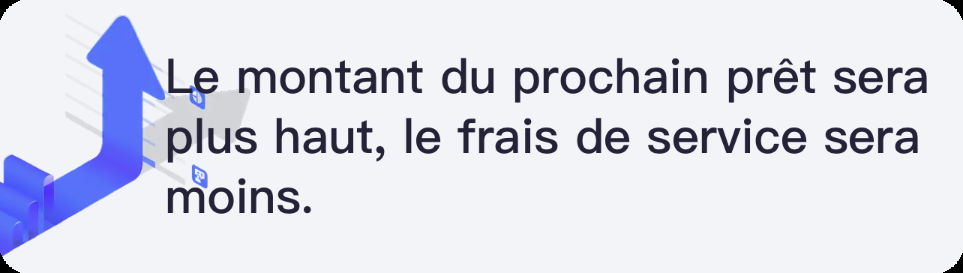 Le montant du prochain prêt sera
plus haut, le frais de service sera
moins.